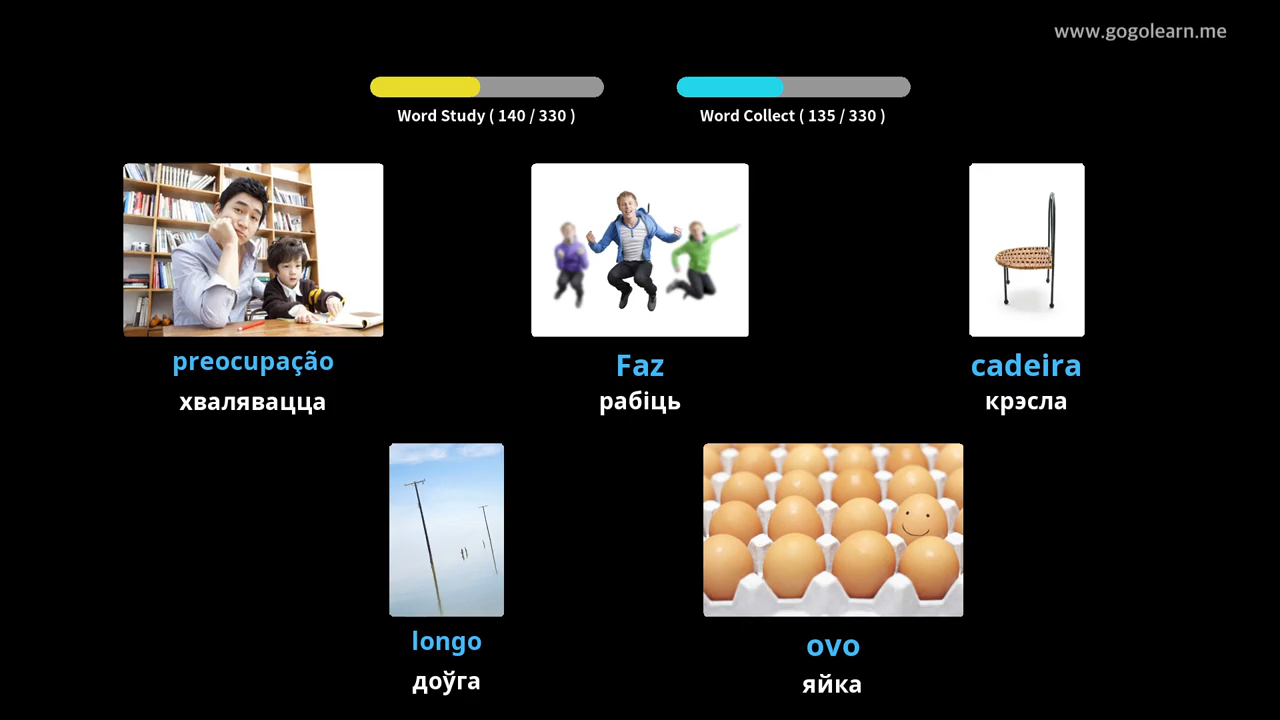 www.gogolearn.me
Word Study ( 140 / 330 )
Word Collect ( 135 / 330 )
preocupação
хвалявацца
Faz
рабіць
cadeira
крэсла
longo
доўга
ovo
яйка